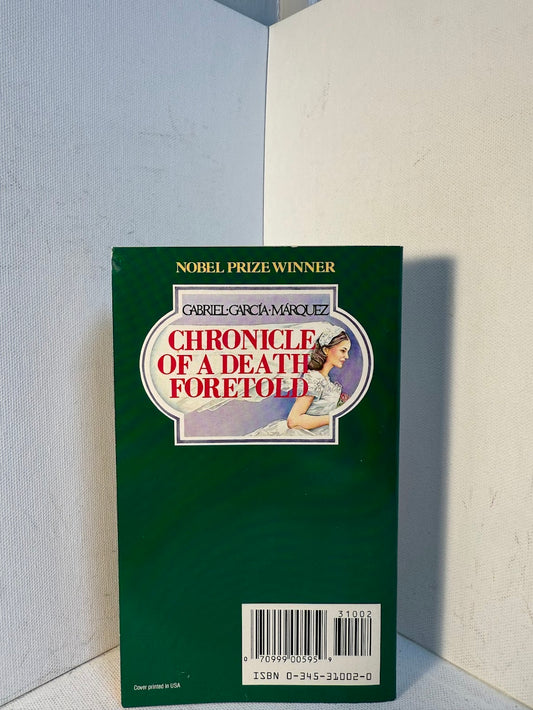 NOBEL PRIZE WINNER
GABRIEL·GARCÍA·MÁRQUEZ
CHRONICLE
OF A DEATH
FORETOLD
31002
0 70999 00595 9
ISBN 0-345-31002-0
Cover printed in USA